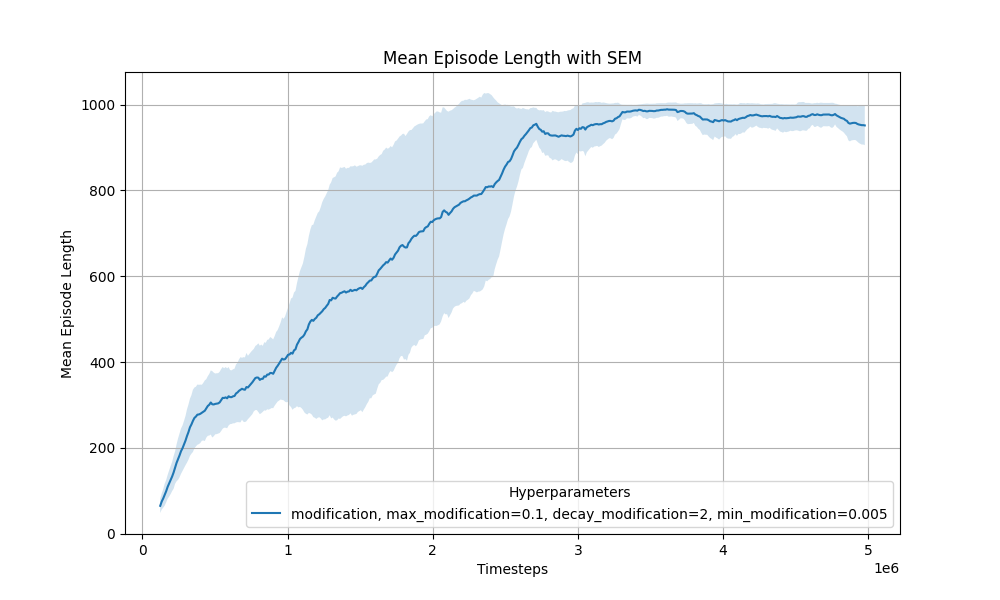 Mean Episode Length with SEM
Mean Episode Length
1000
800
600
400
200
0
Hyperparameters
modification, max_modification=0.1, decay_modification=2, min_modification=0.005
0 1 2 3 4 5
1e6
Timesteps